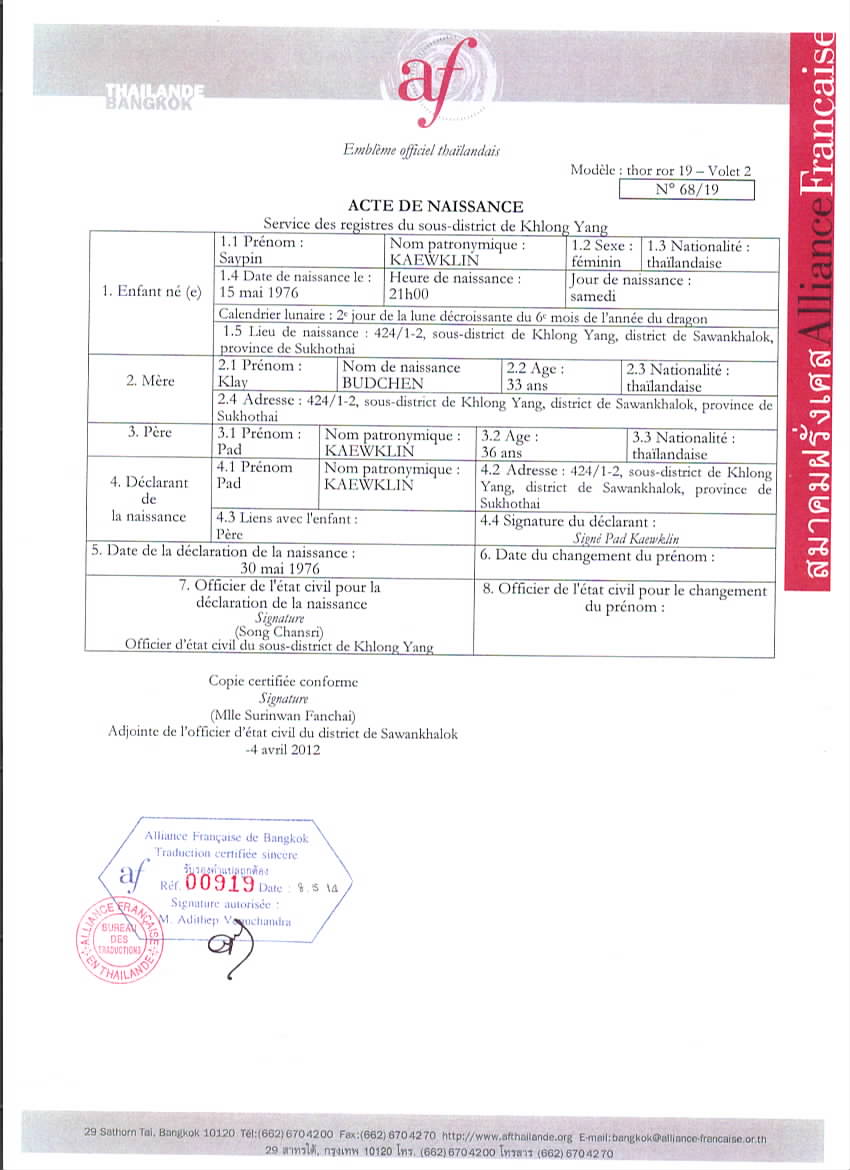 THAILANDE
BANGKOK
af
Emblème officiel thaïlandais
Modèle : thor ror 19 – Volet 2
N° 68/19
ACTE DE NAISSANCE
Service des registres du sous-district de Khlong Yang
1. Enfant né (e)
1.1 Prénom :
Saypin
Nom patronymique :
KAEWKLIN
1.2 Sexe :
féminin
1.3 Nationalité :
thaïlandaise
1.4 Date de naissance le :
15 mai 1976
Heure de naissance :
21h00
Jour de naissance :
samedi
Calendrier lunaire : 2e jour de la lune décroissante du 6e mois de l'année du dragon
1.5 Lieu de naissance : 424/1-2, sous-district de Khlong Yang, district de Sawankhalok,
province de Sukhothai
2. Mère
2.1 Prénom :
Klay
Nom de naissance
BUDCHEN
2.2 Age :
33 ans
2.3 Nationalité :
thaïlandaise
2.4 Adresse : 424/1-2, sous-district de Khlong Yang, district de Sawankhalok, province de
Sukhothai
3. Père
3.1 Prénom :
Pad
Nom patronymique :
KAEWKLIN
3.2 Age :
36 ans
3.3 Nationalité :
thaïlandaise
4. Déclarant
de
la naissance
4.1 Prénom
Pad
Nom patronymique :
KAEWKLIN
4.2 Adresse : 424/1-2, sous-district de Khlong
Yang, district de Sawankhalok, province de
Sukhothai
4.3 Liens avec l'enfant :
Père
4.4 Signature du déclarant :
Signé Pad Kaewklin
5. Date de la déclaration de la naissance :
30 mai 1976
6. Date du changement du prénom :
7. Officier de l'état civil pour la
déclaration de la naissance
Signature
(Song Chansri)
Officier d'état civil du sous-district de Khlong Yang
8. Officier de l'état civil pour le changement
du prénom :
Copie certifiée conforme
Signature
(Mlle Surinwan Fanchai)
Adjointe de l'officier d'état civil du district de Sawankhalok
-4 avril 2012
Alliance Française de Bangkok
Traduction certifiée sincere
รับรองคำแปลถูกต้อง
af
Réf. 00919 Date :
Signature autorisée :
M. Adithep
ALLIANCE FRANÇAISE
BUREAU
DES
TRADUCTIONS
EN THAILANDE
สมาคมฝรั่งเศส AllianceFrançaise
29 Sathorn Tai, Bangkok 10120 Tél:(662) 670 4200 Fax:(662) 670 4270 http://www.afthailande.org E-mail:bangkok@alliance-francaise.or.th
29 สาทรใต้, กรุงเทพ 10120 โทร. (662) 670 4200 โทรสาร (662) 670 4270